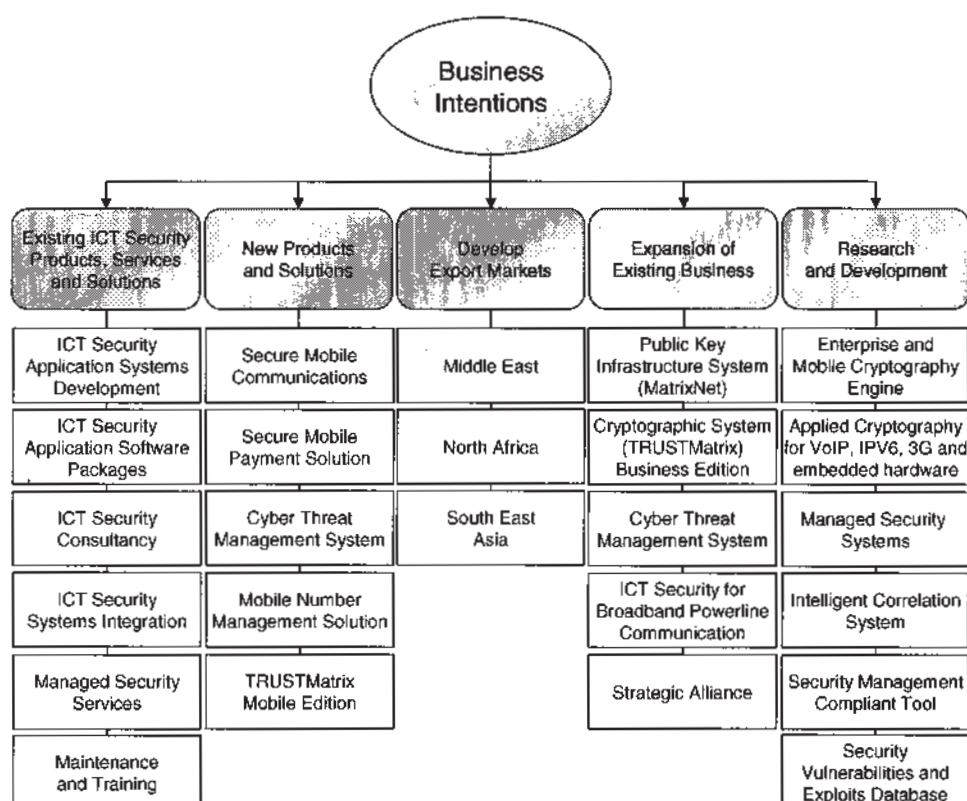 Business
Intentions
Existing ICT Security
Products, Services
and Solutions
New Products
and Solutions
Develop
Export Markets
Expansion of
Existing Business
Research
and Development
ICT Security
Application Systems
Development
ICT Security
Application Software
Packages
ICT Security
Consultancy
ICT Security
Systems Integration
Managed Security
Services
Maintenance
and Training
Secure Mobile
Communications
Secure Mobile
Payment Solution
Cyber Threat
Management System
Mobile Number
Management Solution
TRUSTMatrix
Mobile Edition
Middle East
North Africa
South East
Asia
Public Key
Infrastructure System
(MatrixNet)
Cryptographic System
(TRUSTMatrix)
Business Edition
Cyber Threat
Management System
ICT Security for
Broadband Powerline
Communication
Strategic Alliance
Enterprise and
Mobile Cryptography
Engine
Applied Cryptography
for VoIP, IPV6, 3G and
embedded hardware
Managed Security
Systems
Intelligent Correlation
System
Security Management
Compliant Tool
Security
Vulnerabilities and
Exploits Database